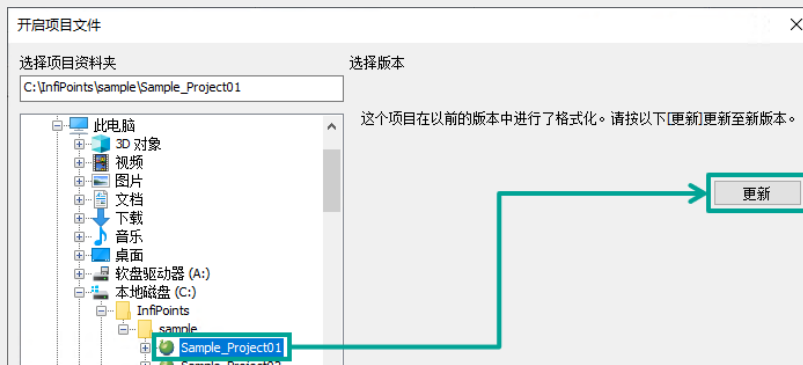 开启项目文件
选择项目资料夹
C:\InfiPoints\sample\Sample_Project01
此电脑
3D 对象
视频
图片
文档
下载
音乐
桌面
软盘驱动器 (A:)
本地磁盘 (C:)
InfiPoints
sample
Sample_Project01
Sample_Project02
选择版本
这个项目在以前的版本中进行了格式化。请按以下[更新]更新至新版本。
更新